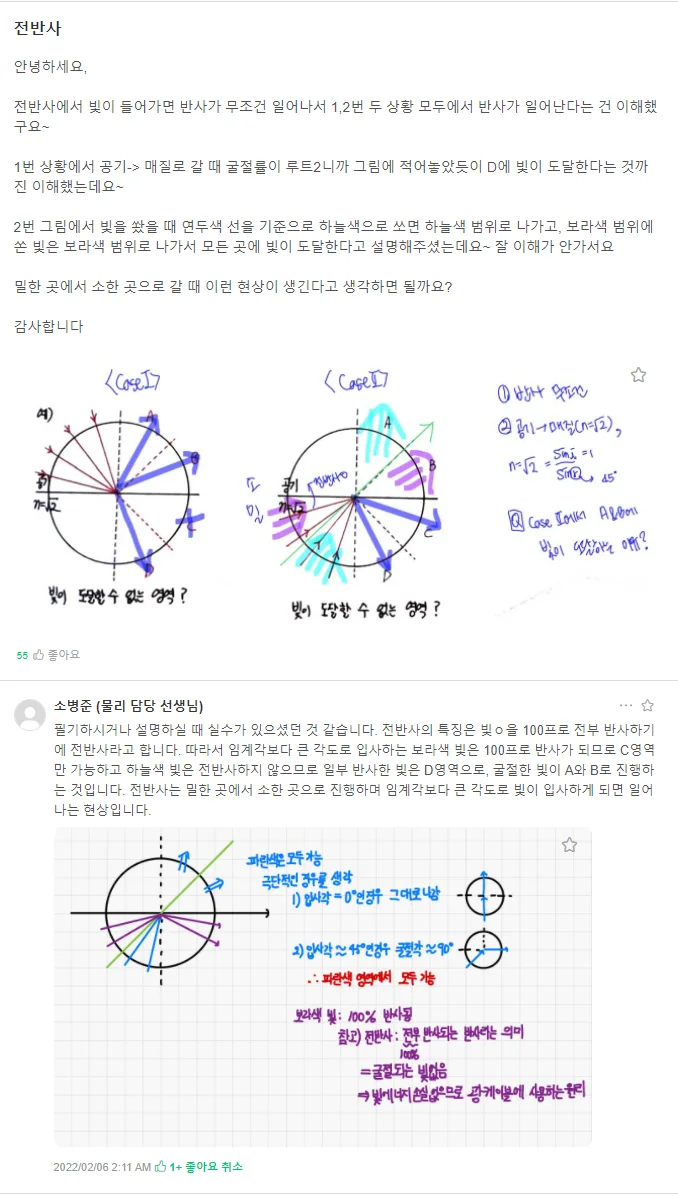 전반사
안녕하세요,
전반사에서 빛이 들어가면 반사가 무조건 일어나서 1,2번 두 상황 모두에서 반사가 일어난다는 건 이해했
구요~
1번 상황에서 공기-> 매질로 갈 때 굴절률이 루트2니까 그림에 적어놓았듯이 D에 빛이 도달한다는 것까
진 이해했는데요~
2번 그림에서 빛을 쐈을 때 연두색 선을 기준으로 하늘색으로 쏘면 하늘색 범위로 나가고, 보라색 범위에
쏜 빛은 보라색 범위로 나가서 모든 곳에 빛이 도달한다고 설명해주셨는데요~ 잘 이해가 안가서요
밀한 곳에서 소한 곳으로 갈 때 이런 현상이 생긴다고 생각하면 될까요?
감사합니다
<Case I>
예)
A
B
공기
n=√2
C
D
빛이 도달할 수 없는 영역?
<Case II>
A
B
소
공기
밀
n=√2
C
D
빛이 도달할 수 없는 영역?
① 반사 무조건
② 공기→매질(n=√2),
n=√2 = sin i / sin r = 1
45°
Q Case II에서 A, B에
빛이 도달하는 이유?
55 좋아요
소병준 (물리 담당 선생님)
필기하시거나 설명하실 때 실수가 있으셨던 것 같습니다. 전반사의 특징은 빛ㅇ을 100프로 전부 반사하기
에 전반사라고 합니다. 따라서 임계각보다 큰 각도로 입사하는 보라색 빛은 100프로 반사가 되므로 C영역
만 가능하고 하늘색 빛은 전반사하지 않으므로 일부 반사한 빛은 D영역으로, 굴절한 빛이 A와 B로 진행하
는 것입니다. 전반사는 밀한 곳에서 소한 곳으로 진행하며 임계각보다 큰 각도로 빛이 입사하게 되면 일어
나는 현상입니다.
파란색은 모두 가능
극단적인 경우를 생각
1) 입사각 = 0°인경우 그대로 나감
2) 입사각 ≈ 45°인경우 굴절각 ≈ 90°
∴ 파란색 영역에서 모두 가능
보라색 빛 : 100% 반사됨
참고) 전반사 : 전부 반사되는 반사라는 의미
100%
= 굴절되는 빛없음
⇒ 빛에너지 손실 없으므로 광케이블에 사용하는 원리
2022/02/06 2:11 AM 1+ 좋아요 취소